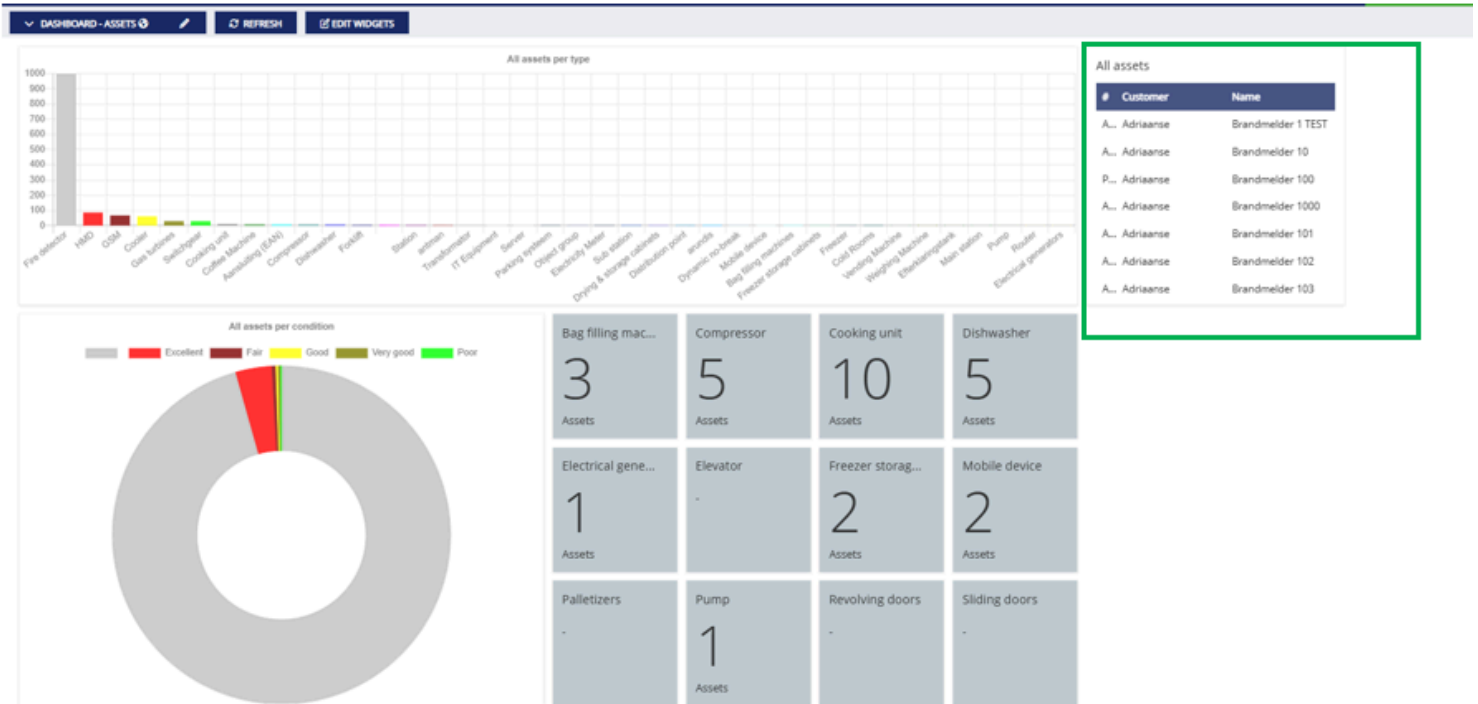 DASHBOARD - ASSETS
REFRESH
EDIT WIDGETS
All assets per type
1000
900
800
700
600
500
400
300
200
100
0
Fire detector
HMD
GSM
Cooler
Gas turbines
Switchgear
Cooking unit
Coffee Machine
Aansluiting (EAN)
Compressor
Dishwasher
Forklift
Station
antman
Transformator
IT Equipment
Server
Parking systeem
Object group
Electricity Meter
Sub station
Drying & storage cabinets
Distribution point
arundis
Dynamic no-break
Mobile device
Bag filling machines
Freezer storage cabinets
Freezer
Cold Rooms
Vending Machine
Weighing Machine
Main station
Pump
Router
Electrical generators
All assets
# Customer Name
A... Adriaanse Brandmelder 1 TEST
A... Adriaanse Brandmelder 10
P... Adriaanse Brandmelder 100
A... Adriaanse Brandmelder 1000
A... Adriaanse Brandmelder 101
A... Adriaanse Brandmelder 102
A... Adriaanse Brandmelder 103
All assets per condition
Excellent Fair Good Very good Poor
Bag filling mac...
3
Assets
Compressor
5
Assets
Cooking unit
10
Assets
Dishwasher
5
Assets
Electrical gene...
1
Assets
Elevator
-
Freezer storag...
2
Assets
Mobile device
2
Assets
Palletizers
-
Pump
1
Assets
Revolving doors
-
Sliding doors
-